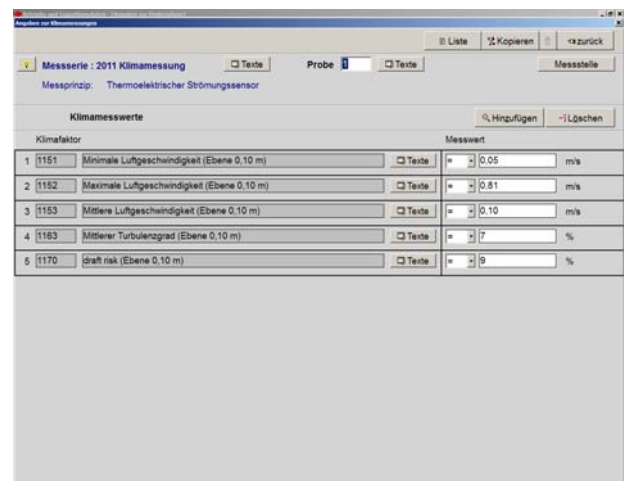 Angaben zur Klimamessungen
Liste Kopieren zurück
Messserie : 2011 Klimamessung Texte Probe 1 Texte Messstelle
Messprinzip: Thermoelektrischer Strömungssensor
Klimamesswerte Hinzufügen Löschen
Klimafaktor Messwert
1 1151 Minimale Luftgeschwindigkeit (Ebene 0,10 m) Texte = 0,05 m/s
2 1152 Maximale Luftgeschwindigkeit (Ebene 0,10 m) Texte = 0,81 m/s
3 1153 Mittlere Luftgeschwindigkeit (Ebene 0,10 m) Texte = 0,10 m/s
4 1163 Mittlerer Turbulenzgrad (Ebene 0,10 m) Texte = 7 %
5 1170 draft risk (Ebene 0,10 m) Texte = 9 %